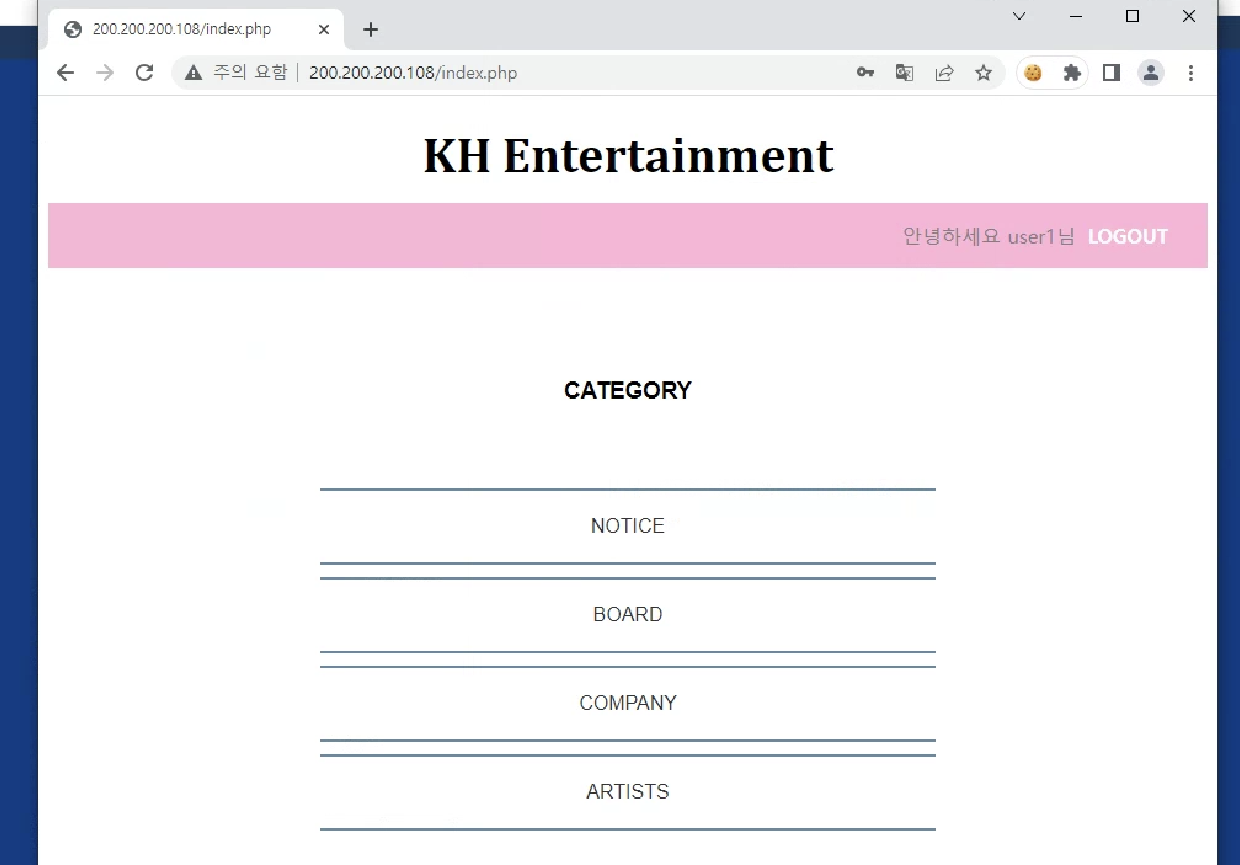 200.200.200.108/index.php
주의 요함 200.200.200.108/index.php
KH Entertainment
안녕하세요 user1님 LOGOUT
CATEGORY
NOTICE
BOARD
COMPANY
ARTISTS